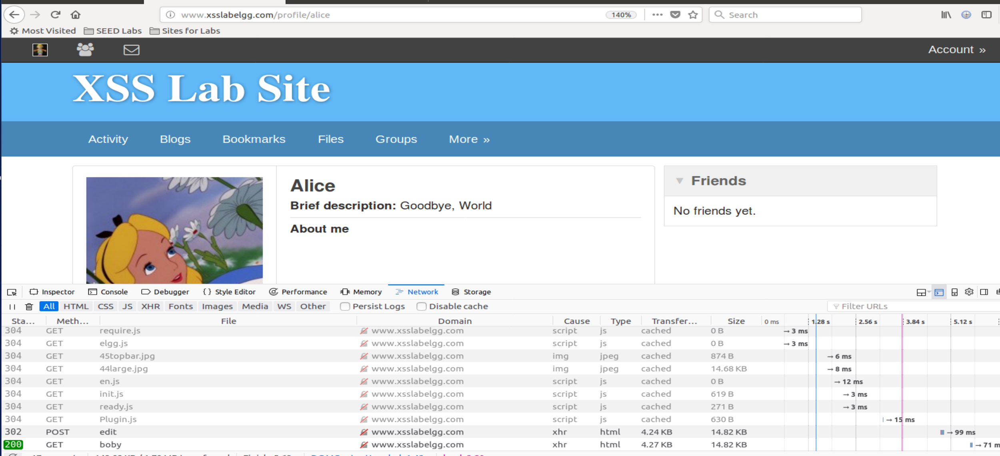 www.xsslabelgg.com/profile/alice 140% Search
Most Visited SEED Labs Sites for Labs
Account »
XSS Lab Site
Activity Blogs Bookmarks Files Groups More »
Alice
Brief description: Goodbye, World
About me
Friends
No friends yet.
Inspector Console Debugger {} Style Editor Performance Memory Network Storage
All HTML CSS JS XHR Fonts Images Media WS Other Persist Logs Disable cache Filter URLs
Sta... Meth... File Domain Cause Type Transfer... Size 0 ms 1.28 s 2.56 s 3.84 s 5.12 s
304 GET require.js www.xsslabelgg.com script js cached 0 B → 3 ms
304 GET elgg.js www.xsslabelgg.com script js cached 0 B → 3 ms
304 GET 45topbar.jpg www.xsslabelgg.com img jpeg cached 874 B → 6 ms
304 GET 44large.jpg www.xsslabelgg.com img jpeg cached 14.68 KB → 8 ms
304 GET en.js www.xsslabelgg.com script js cached 0 B → 12 ms
304 GET init.js www.xsslabelgg.com script js cached 619 B → 3 ms
304 GET ready.js www.xsslabelgg.com script js cached 271 B → 3 ms
304 GET Plugin.js www.xsslabelgg.com script js cached 630 B → 15 ms
302 POST edit www.xsslabelgg.com xhr html 4.24 KB 14.82 KB → 99 ms
200 GET boby www.xsslabelgg.com xhr html 4.27 KB 14.82 KB → 71 m